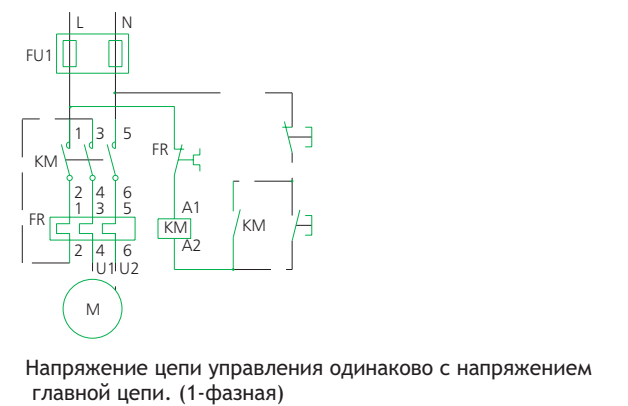 L N
FU1
1 3 5
FR
KM
2 4 6
1 3 5
FR
A1
KM
KM
A2
2 4 6
U1 U2
M
Напряжение цепи управления одинаково с напряжением
главной цепи. (1-фазная)